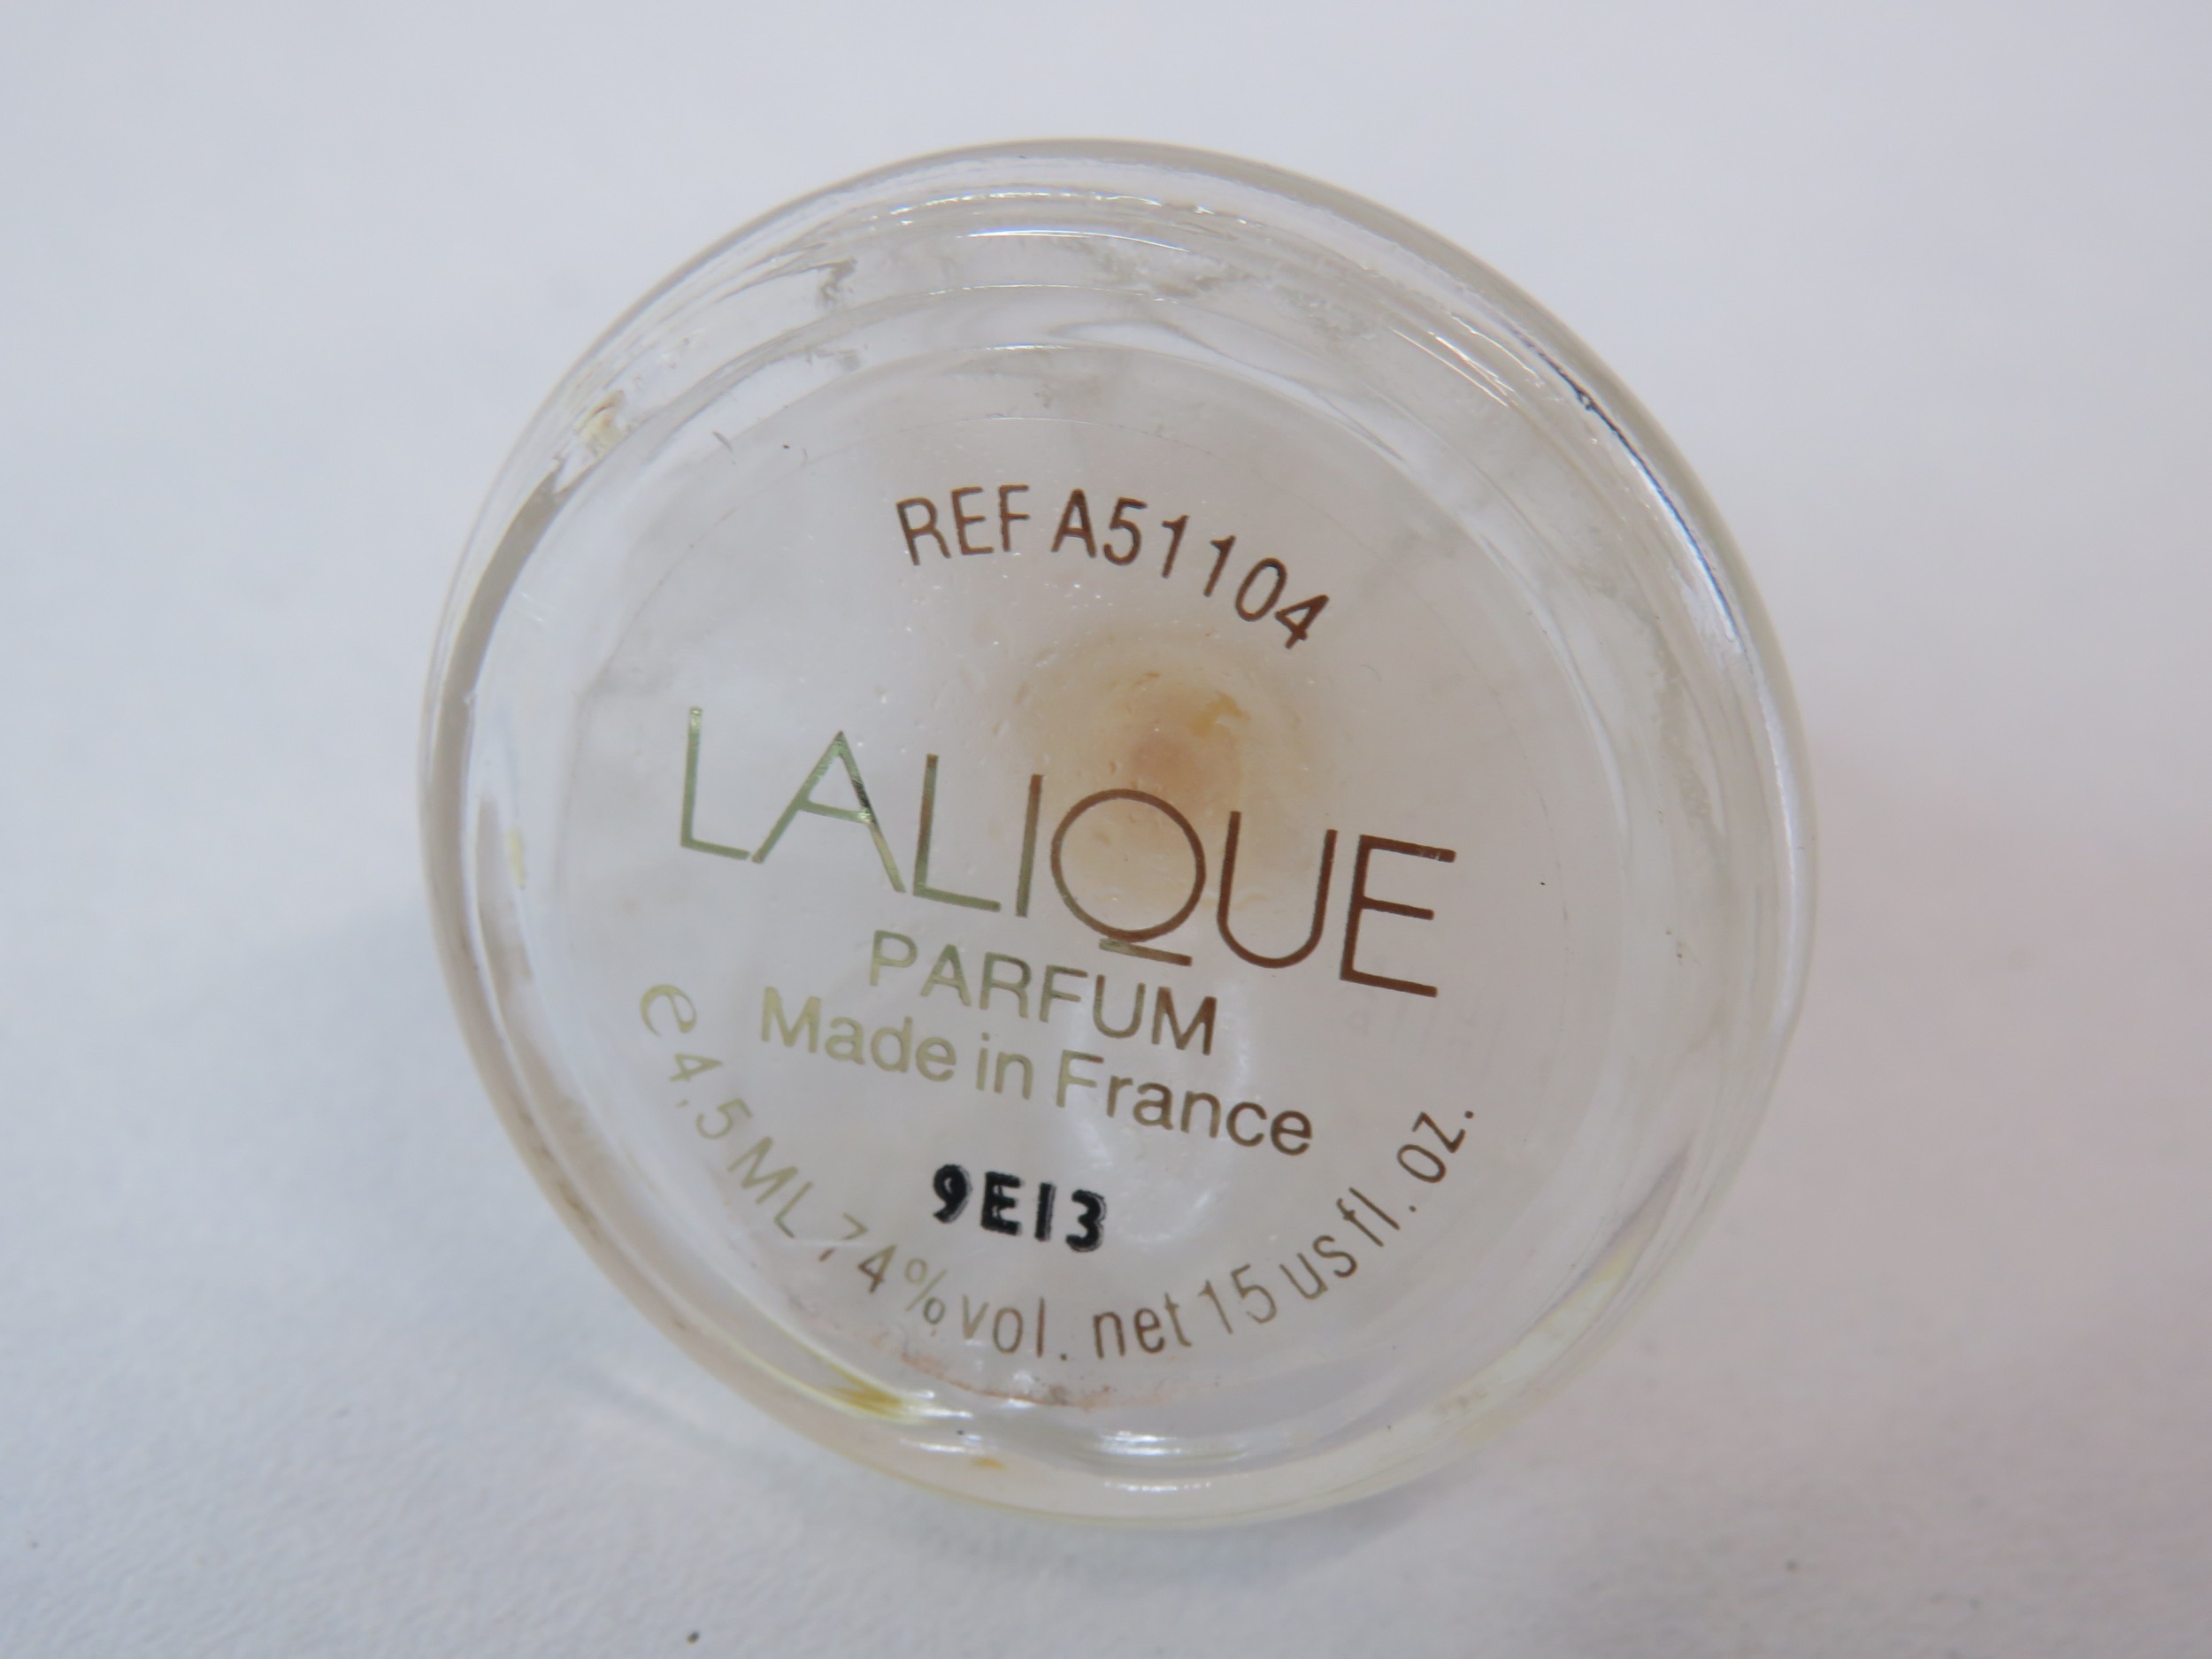 REF A51104
LALIQUE
PARFUM
Made in France
9E13
e 4,5 ML 74% vol. net 15 us fl. oz.